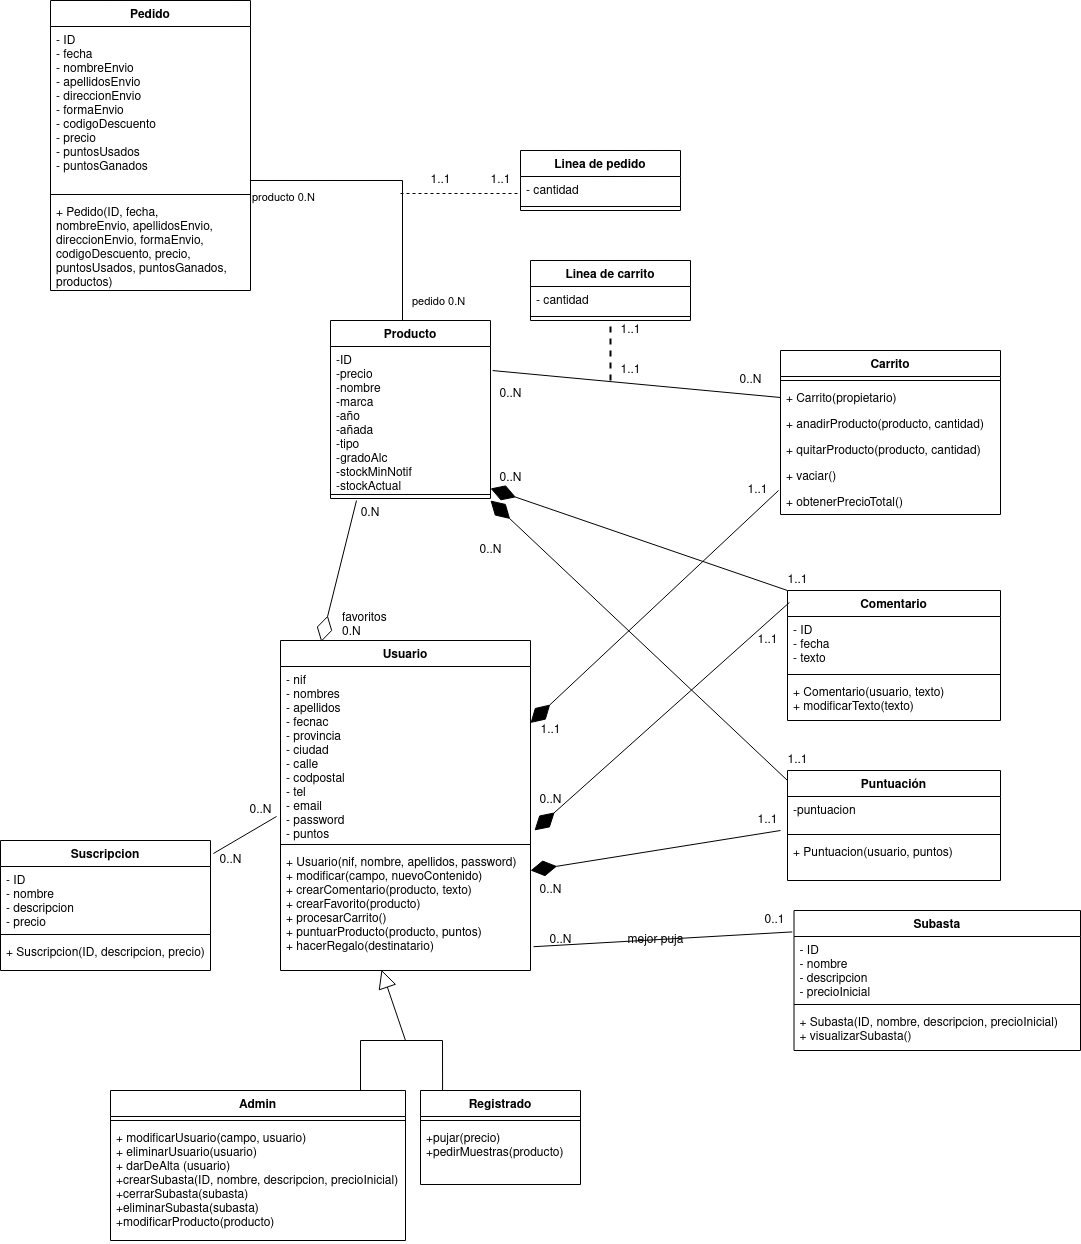 Pedido
- ID
- fecha
- nombreEnvio
- apellidosEnvio
- direccionEnvio
- formaEnvio
- codigoDescuento
- precio
- puntosUsados
- puntosGanados
+ Pedido(ID, fecha,
nombreEnvio, apellidosEnvio,
direccionEnvio, formaEnvio,
codigoDescuento, precio,
puntosUsados, puntosGanados,
productos)
producto 0.N
1..1
1..1
Linea de pedido
- cantidad
Linea de carrito
- cantidad
1..1
1..1
pedido 0.N
Producto
-ID
-precio
-nombre
-marca
-año
-añada
-tipo
-gradoAlc
-stockMinNotif
-stockActual
0..N
0..N
Carrito
+ Carrito(propietario)
+ anadirProducto(producto, cantidad)
+ quitarProducto(producto, cantidad)
+ vaciar()
+ obtenerPrecioTotal()
0..N
1..1
0.N
0..N
1..1
Comentario
- ID
- fecha
- texto
+ Comentario(usuario, texto)
+ modificarTexto(texto)
favoritos
0.N
1..1
Usuario
- nif
- nombres
- apellidos
- fecnac
- provincia
- ciudad
- calle
- codpostal
- tel
- email
- password
- puntos
+ Usuario(nif, nombre, apellidos, password)
+ modificar(campo, nuevoContenido)
+ crearComentario(producto, texto)
+ crearFavorito(producto)
+ procesarCarrito()
+ puntuarProducto(producto, puntos)
+ hacerRegalo(destinatario)
1..1
0..N
1..1
Puntuación
-puntuacion
+ Puntuacion(usuario, puntos)
1..1
0..N
0..N
0..N
Suscripcion
- ID
- nombre
- descripcion
- precio
+ Suscripcion(ID, descripcion, precio)
0..N
mejor puja
0..1
Subasta
- ID
- nombre
- descripcion
- precioInicial
+ Subasta(ID, nombre, descripcion, precioInicial)
+ visualizarSubasta()
Admin
+ modificarUsuario(campo, usuario)
+ eliminarUsuario(usuario)
+ darDeAlta (usuario)
+crearSubasta(ID, nombre, descripcion, precioInicial)
+cerrarSubasta(subasta)
+eliminarSubasta(subasta)
+modificarProducto(producto)
Registrado
+pujar(precio)
+pedirMuestras(producto)